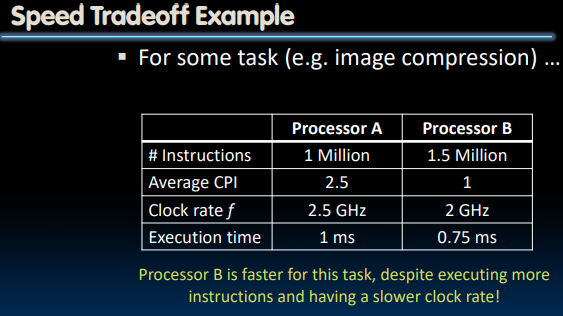 Speed Tradeoff Example
▪ For some task (e.g. image compression) …
Processor A Processor B
# Instructions 1 Million 1.5 Million
Average CPI 2.5 1
Clock rate f 2.5 GHz 2 GHz
Execution time 1 ms 0.75 ms
Processor B is faster for this task, despite executing more
instructions and having a slower clock rate!